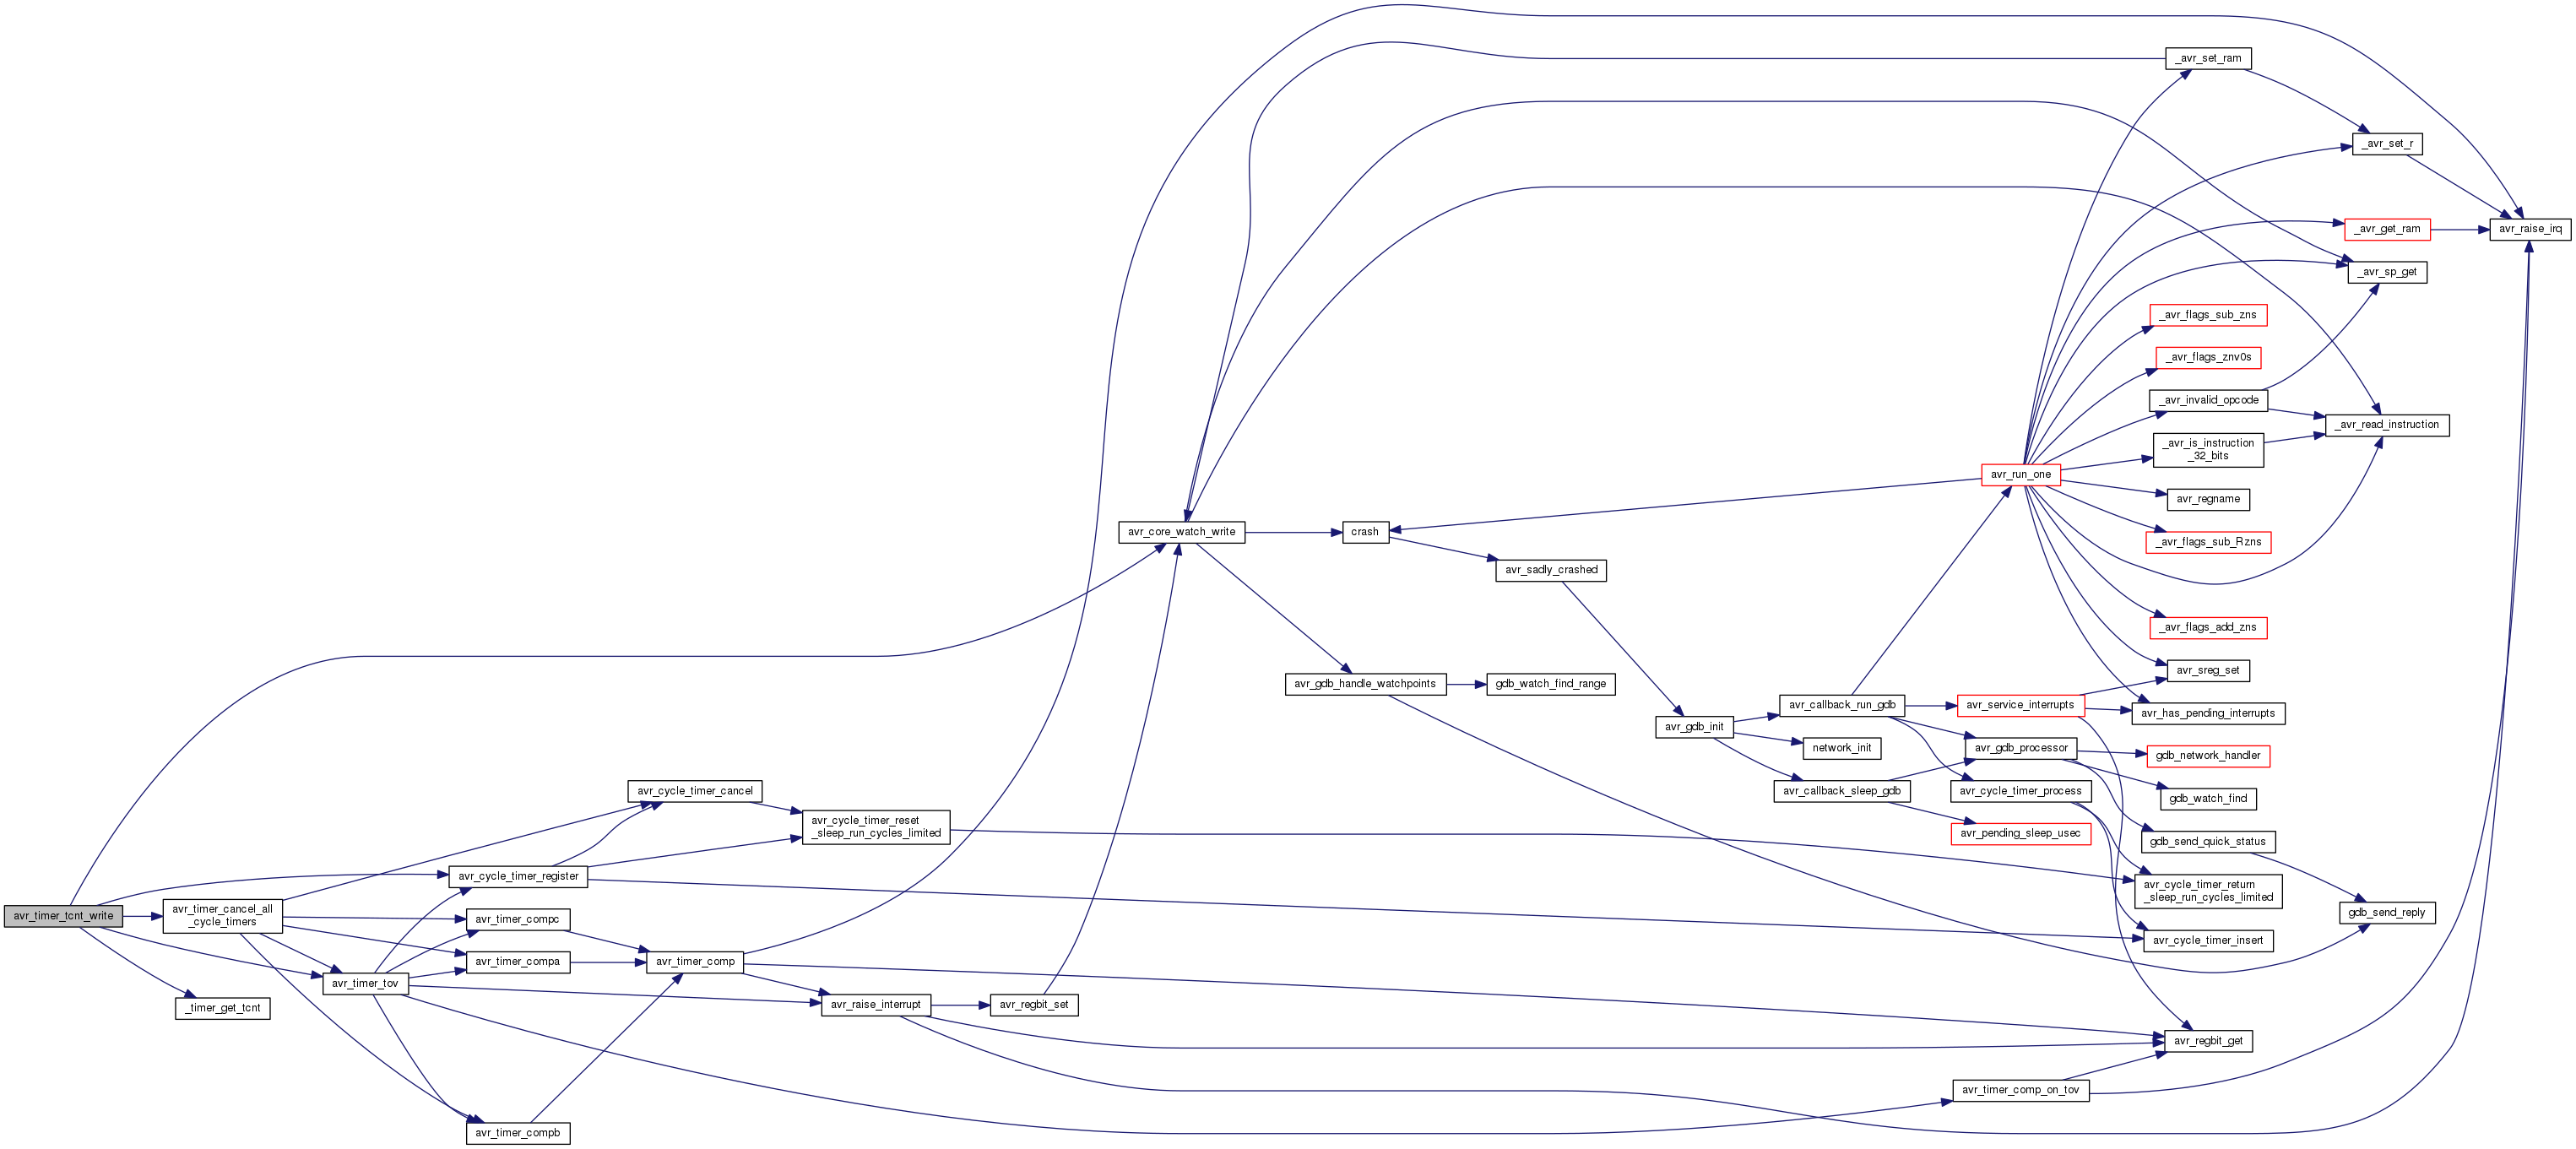 _avr_set_ram
_avr_set_r
_avr_get_ram
avr_raise_irq
_avr_sp_get
_avr_flags_sub_zns
_avr_flags_znv0s
_avr_invalid_opcode
_avr_read_instruction
_avr_is_instruction
_32_bits
avr_run_one
avr_regname
avr_core_watch_write
crash
_avr_flags_sub_Rzns
avr_sadly_crashed
_avr_flags_add_zns
avr_sreg_set
avr_gdb_handle_watchpoints
gdb_watch_find_range
avr_callback_run_gdb
avr_service_interrupts
avr_has_pending_interrupts
avr_gdb_init
network_init
avr_gdb_processor
gdb_network_handler
avr_cycle_timer_cancel
avr_callback_sleep_gdb
avr_cycle_timer_process
gdb_watch_find
avr_cycle_timer_reset
_sleep_run_cycles_limited
avr_pending_sleep_usec
gdb_send_quick_status
avr_cycle_timer_register
avr_cycle_timer_return
_sleep_run_cycles_limited
avr_timer_tcnt_write
avr_timer_cancel_all
_cycle_timers
avr_timer_compc
gdb_send_reply
avr_cycle_timer_insert
avr_timer_compa
avr_timer_comp
avr_timer_tov
_timer_get_tcnt
avr_raise_interrupt
avr_regbit_set
avr_regbit_get
avr_timer_comp_on_tov
avr_timer_compb